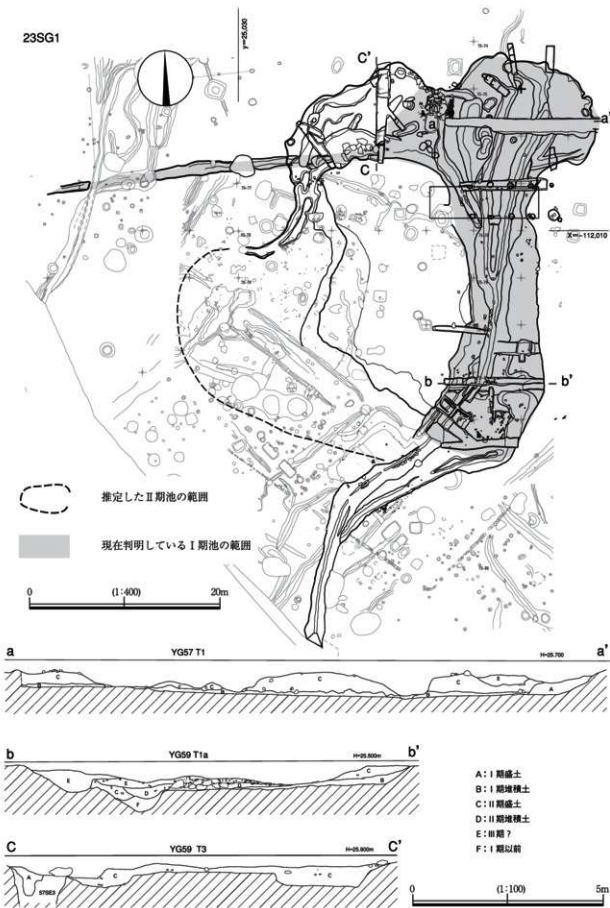 23SG1
y=25,030
C'
a
a'
C
X=-112,010
b
b'
推定したⅡ期池の範囲
現在判明しているⅠ期池の範囲
0 (1:400) 20m
a YG57 T1 H=25.700 a'
C
B
C
C
E
A
b YG59 T1a H=25.500m b'
E
C
D
F
C
B
C YG59 T3 H=25.800m C'
A
C
C
57SE2
A:Ⅰ期盛土
B:Ⅰ期堆積土
C:Ⅱ期盛土
D:Ⅱ期堆積土
E:Ⅲ期?
F:Ⅰ期以前
0 (1:100) 5m